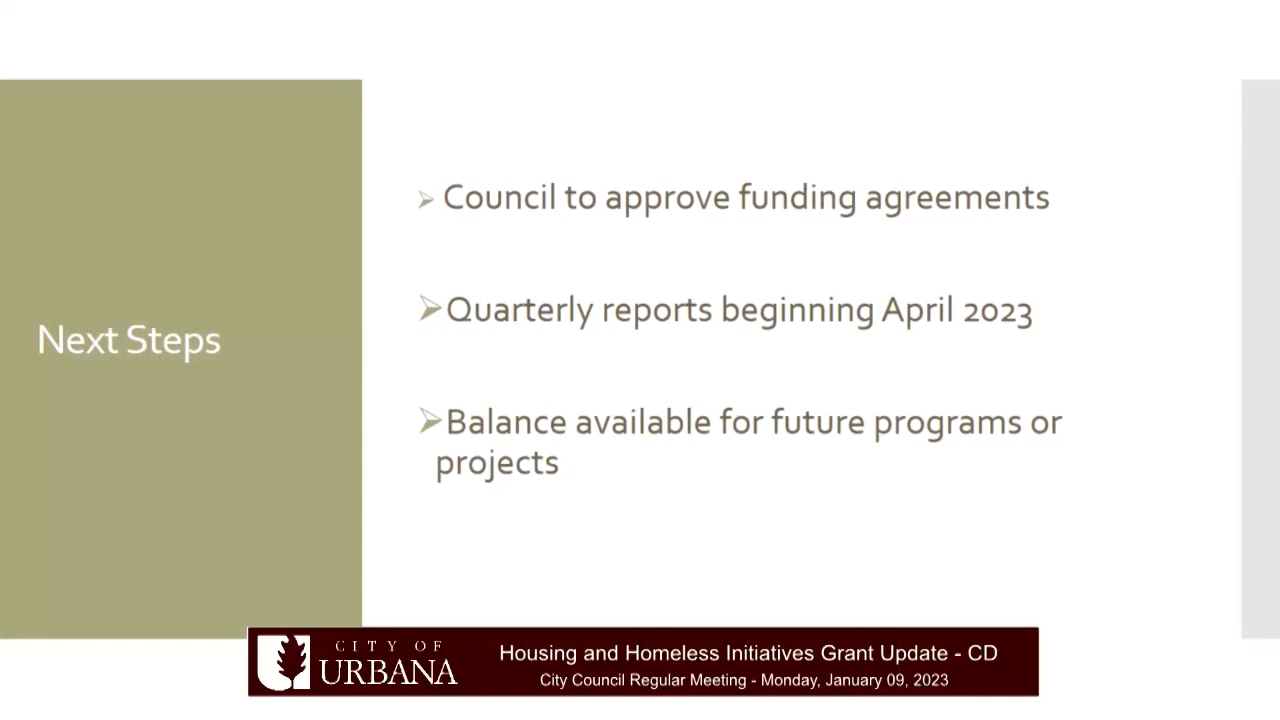 Next Steps
Council to approve funding agreements
Quarterly reports beginning April 2023
Balance available for future programs or
projects
CITY OF
URBANA
Housing and Homeless Initiatives Grant Update - CD
City Council Regular Meeting - Monday, January 09, 2023